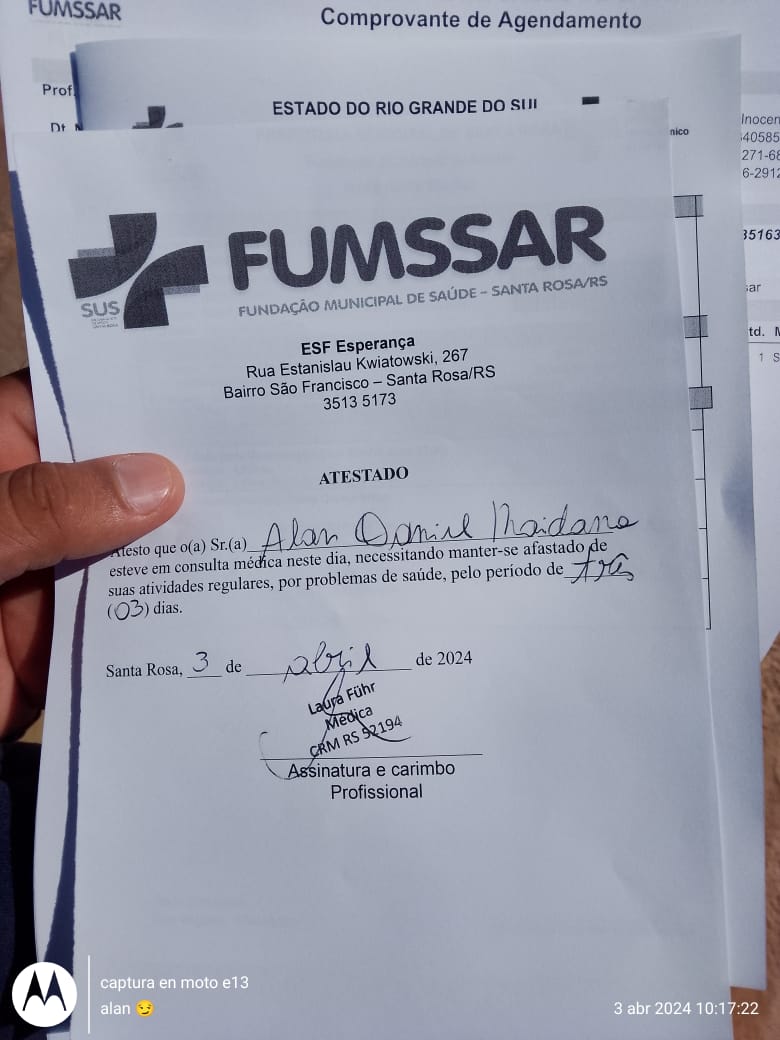 FUMSSAR
Comprovante de Agendamento
Prof.
Dt.
ESTADO DO RIO GRANDE DO SUL
Inocen
40585
271-68
6-2912
nico
35163
sar
td.
1 S
SUS
FUMSSAR
FUNDAÇÃO MUNICIPAL DE SAÚDE – SANTA ROSA/RS
ESF Esperança
Rua Estanislau Kwiatowski, 267
Bairro São Francisco – Santa Rosa/RS
3513 5173
ATESTADO
Atesto que o(a) Sr.(a) Alan Daniel Maidana
esteve em consulta médica neste dia, necessitando manter-se afastado de
suas atividades regulares, por problemas de saúde, pelo período de três
(03) dias.
Santa Rosa, 3 de abril de 2024
Laura Führ
Médica
CRM RS 52194
Assinatura e carimbo
Profissional
captura en moto e13
alan 😏
3 abr 2024 10:17:22